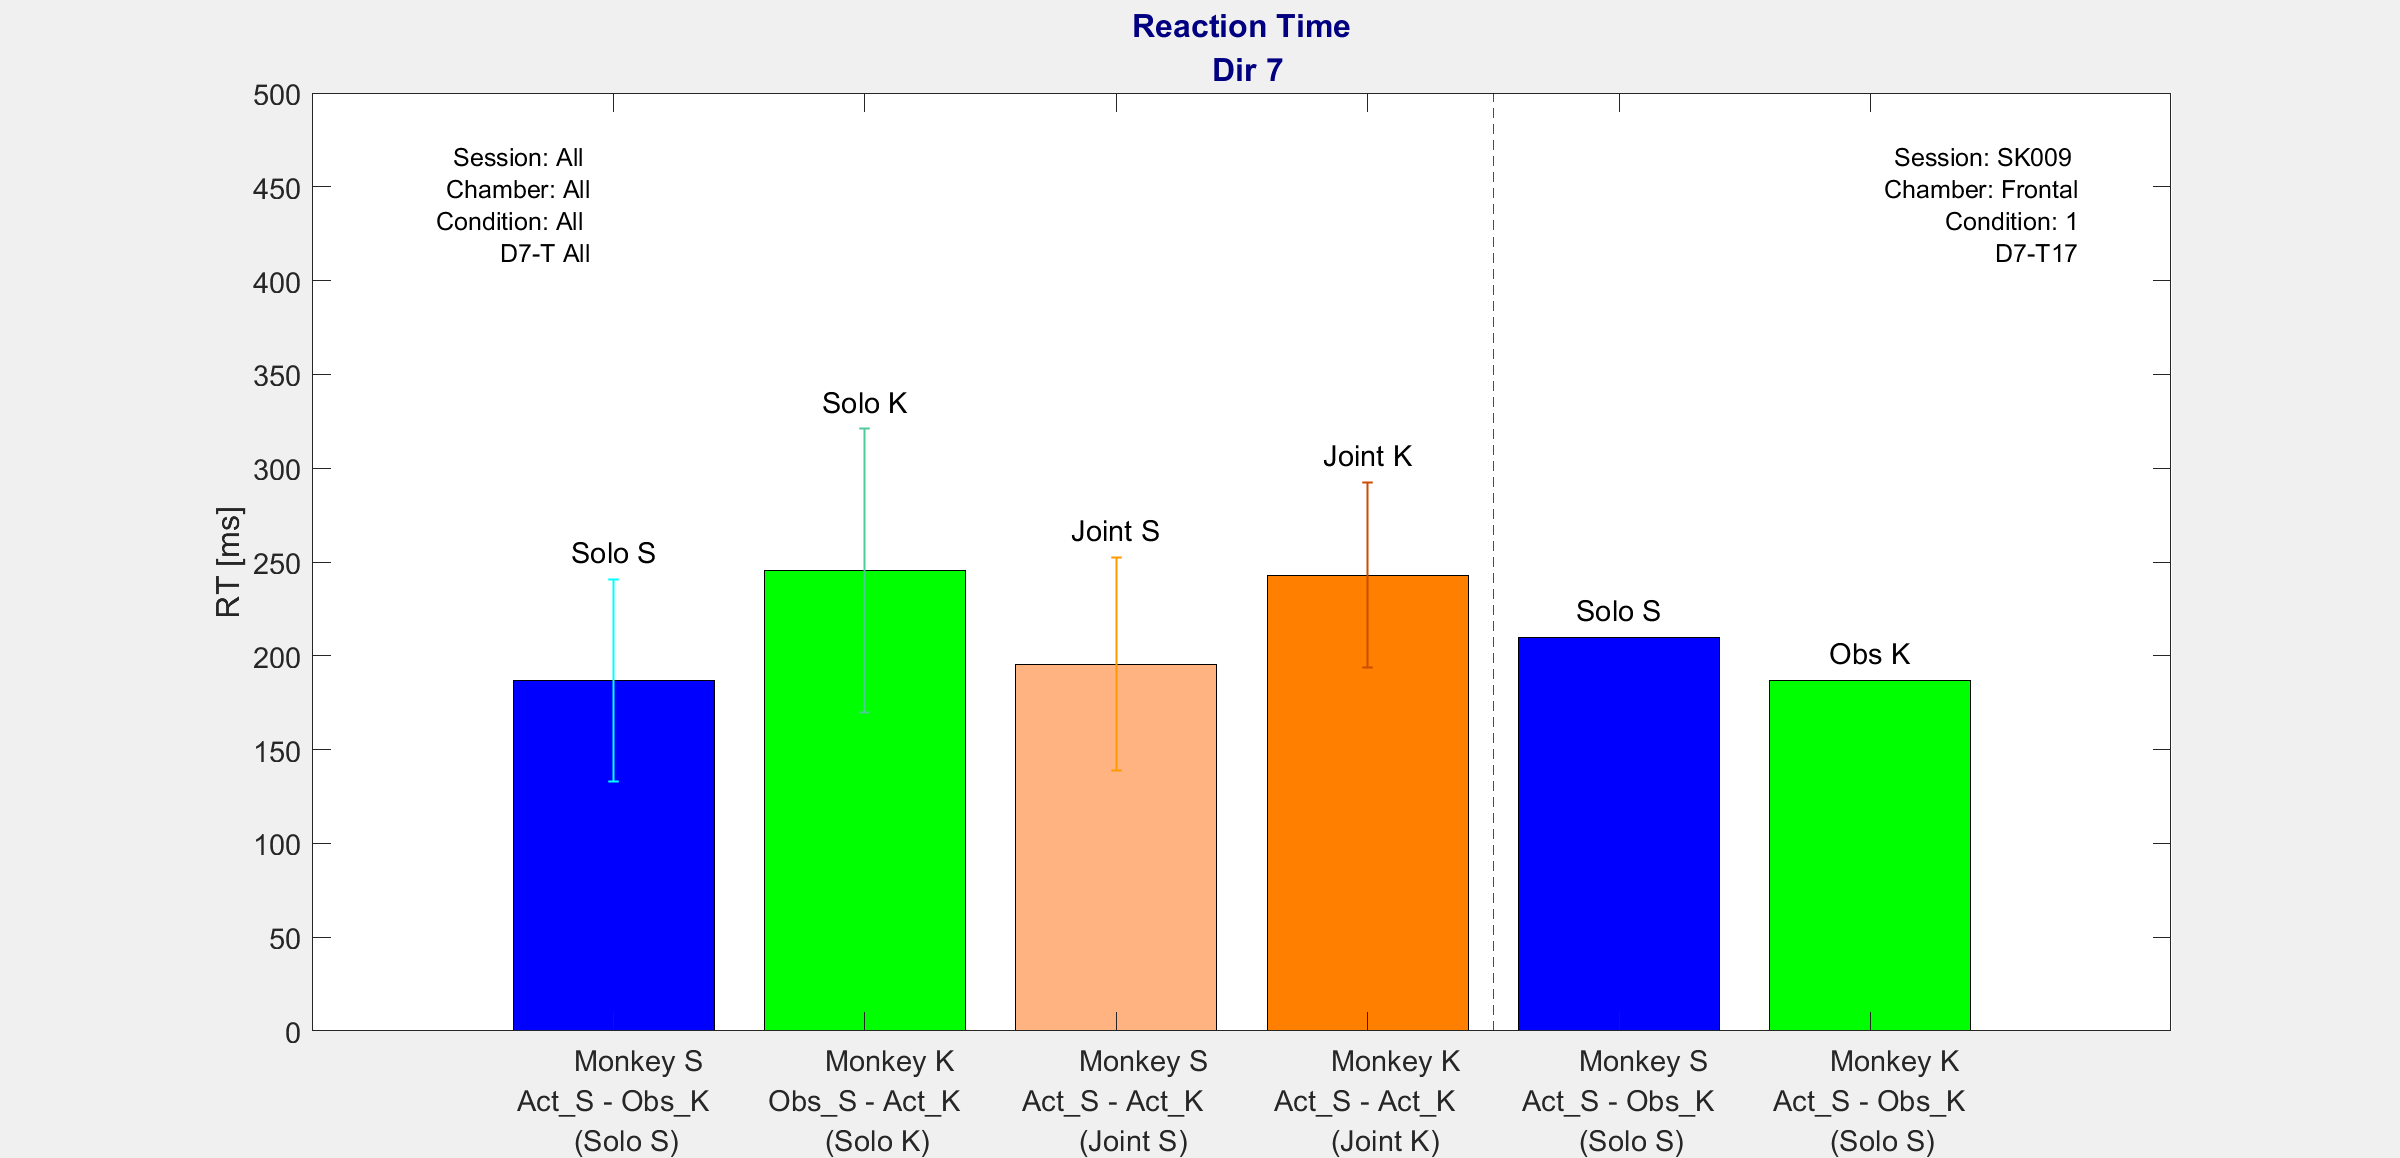 Reaction Time
Dir 7
500
450
400
350
300
250
200
150
100
50
0
RT [ms]
Session: All
Chamber: All
Condition: All
D7-T All
Session: SK009
Chamber: Frontal
Condition: 1
D7-T17
Solo S
Solo K
Joint S
Joint K
Solo S
Obs K
Monkey S
Act_S - Obs_K
(Solo S)
Monkey K
Obs_S - Act_K
(Solo K)
Monkey S
Act_S - Act_K
(Joint S)
Monkey K
Act_S - Act_K
(Joint K)
Monkey S
Act_S - Obs_K
(Solo S)
Monkey K
Act_S - Obs_K
(Solo S)